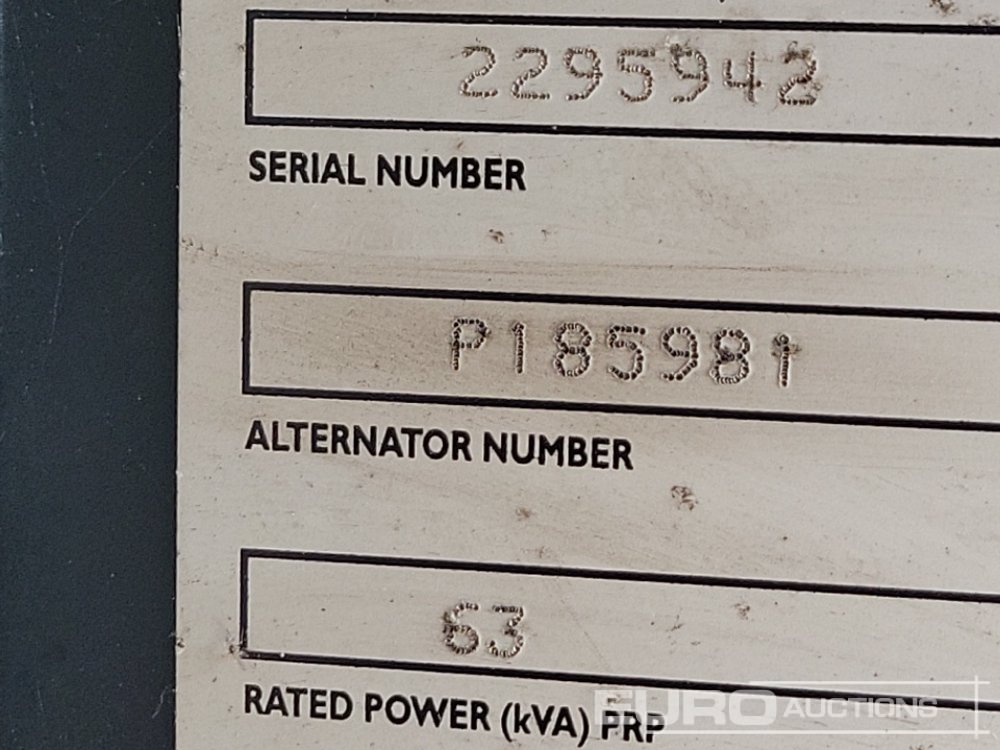 2295942
SERIAL NUMBER
P185981
ALTERNATOR NUMBER
63
RATED POWER (kVA) PRP
EURO AUCTIONS